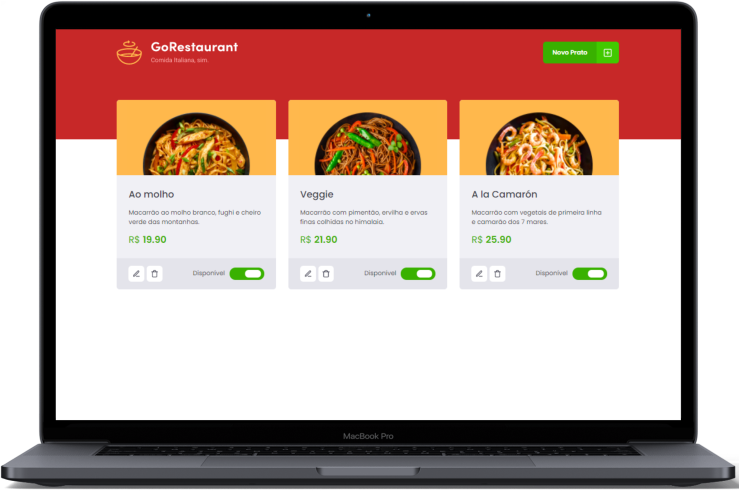 GoRestaurant
Comida Italiana, sim.
Novo Prato
Ao molho
Macarrão ao molho branco, fughi e cheiro
verde das montanhas.
R$ 19.90
Disponível
Veggie
Macarrão com pimentão, ervilha e ervas
finas colhidas no himalaia.
R$ 21.90
Disponível
A la Camarón
Macarrão com vegetais de primeira linha
e camarão dos 7 mares.
R$ 25.90
Disponível
MacBook Pro